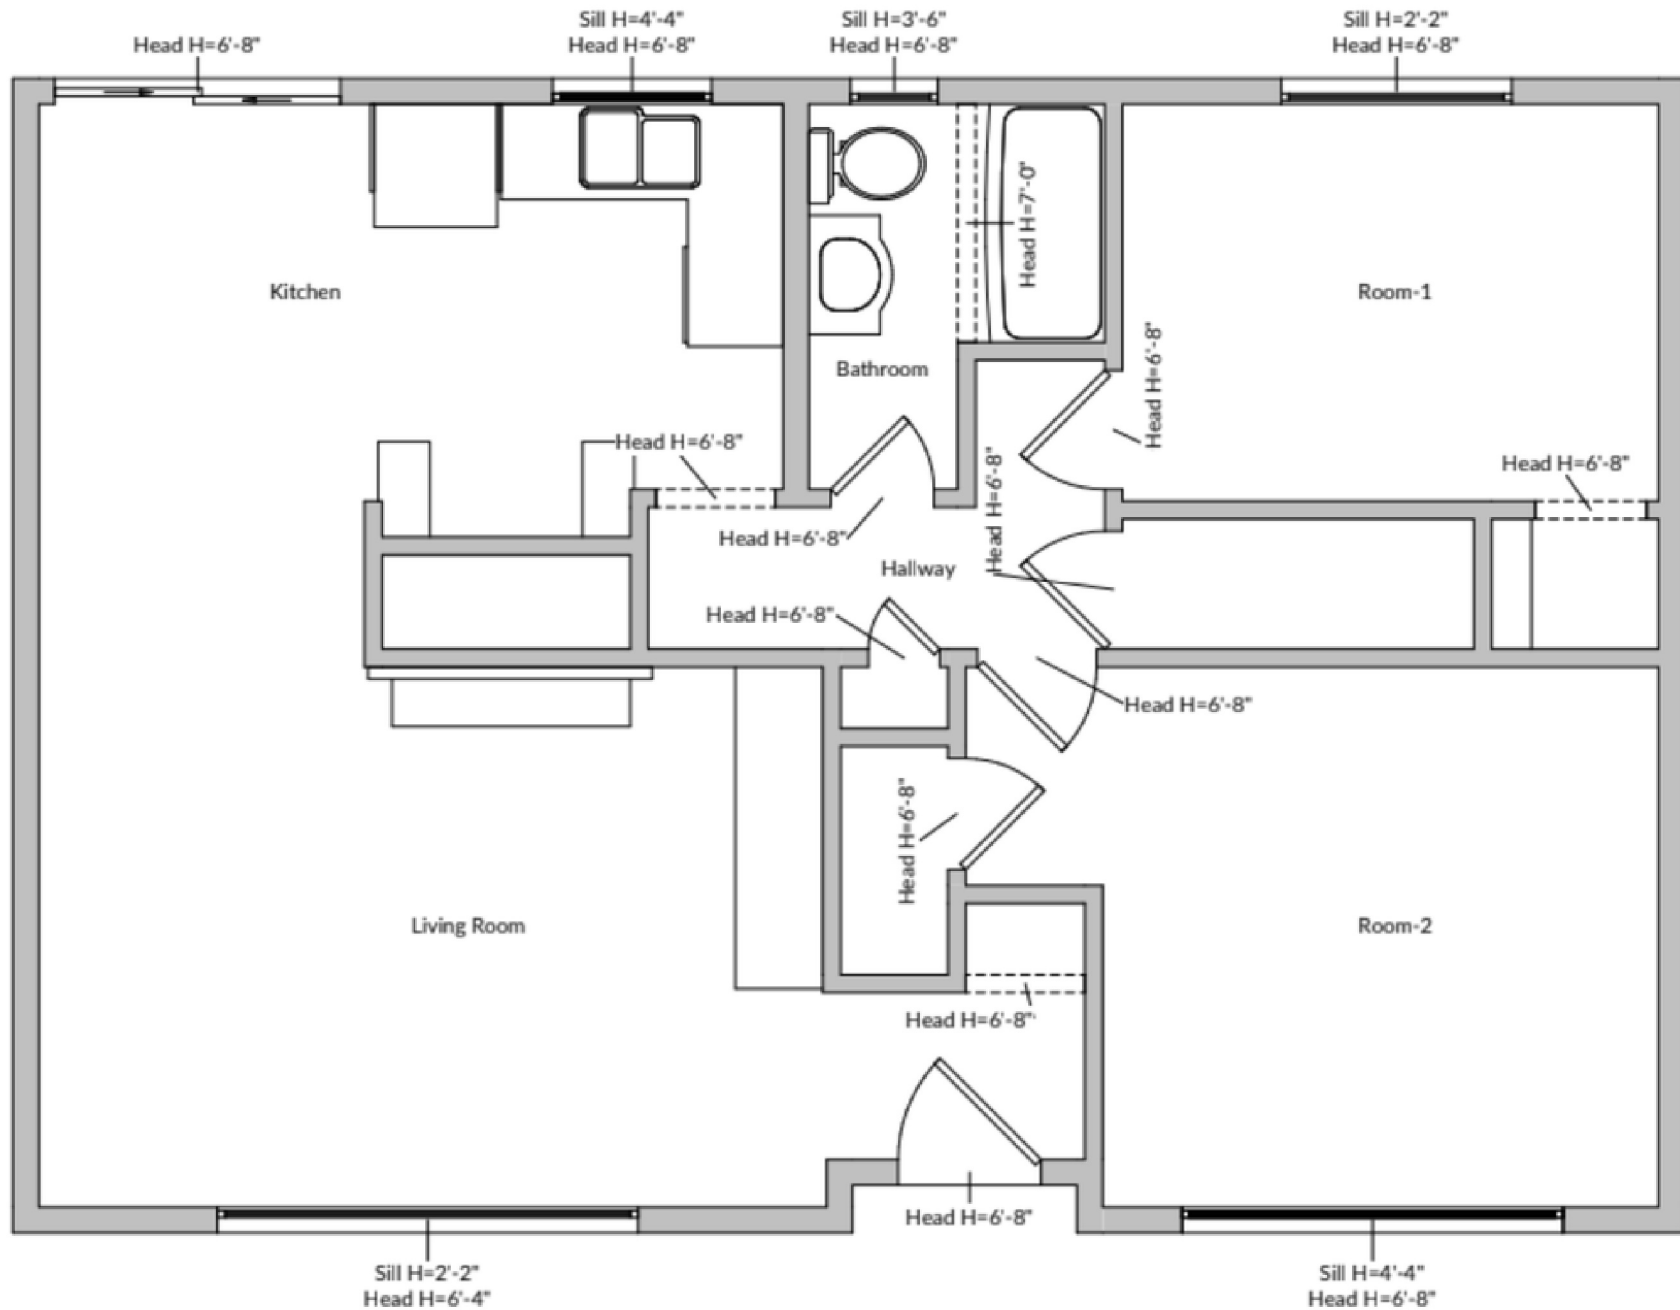 Sill H=4'-4"
Head H=6'-8"
Sill H=3'-6"
Head H=6'-8"
Sill H=2'-2"
Head H=6'-8"
Head H=6'-8"
Head H=7'-0"
Kitchen
Room-1
Bathroom
Head H=6'-8"
Head H=6'-8"
Head H=6'-8"
Head H=6'-8"
Head H=6'-8"
Hallway
Head H=6'-8"
Head H=6'-8"
Head H=6'-8"
Living Room
Room-2
Head H=6'-8"
Head H=6'-8"
Sill H=2'-2"
Head H=6'-4"
Sill H=4'-4"
Head H=6'-8"